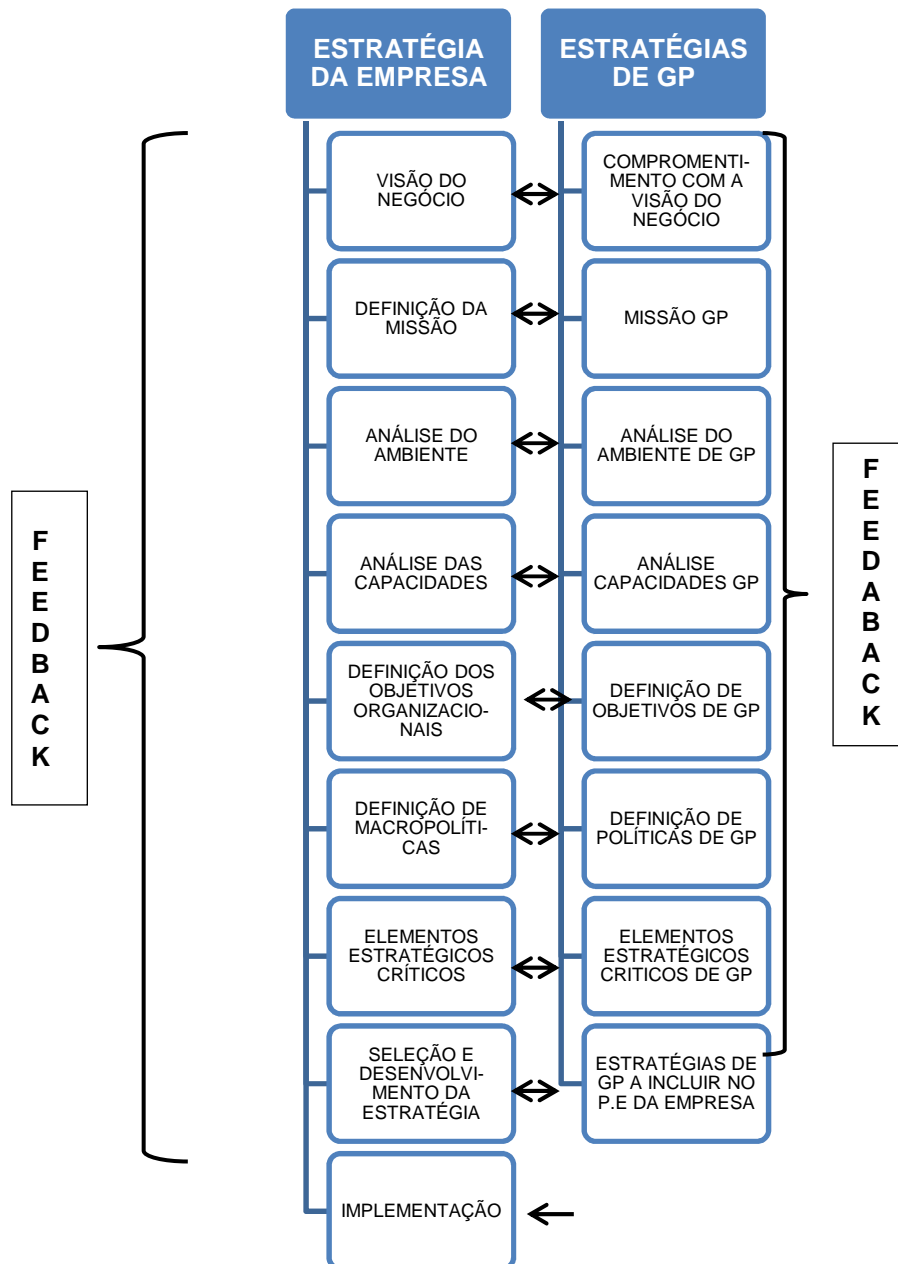 ESTRATÉGIA
DA EMPRESA
ESTRATÉGIAS
DE GP
VISÃO DO
NEGÓCIO
COMPROMENTI-
MENTO COM A
VISÃO DO
NEGÓCIO
DEFINIÇÃO DA
MISSÃO
MISSÃO GP
ANÁLISE DO
AMBIENTE
ANÁLISE DO
AMBIENTE DE GP
ANÁLISE DAS
CAPACIDADES
ANÁLISE
CAPACIDADES GP
DEFINIÇÃO DOS
OBJETIVOS
ORGANIZACIO-
NAIS
DEFINIÇÃO DE
OBJETIVOS DE GP
DEFINIÇÃO DE
MACROPOLÍTI-
CAS
DEFINIÇÃO DE
POLÍTICAS DE GP
ELEMENTOS
ESTRATÉGICOS
CRÍTICOS
ELEMENTOS
ESTRATÉGICOS
CRITICOS DE GP
SELEÇÃO E
DESENVOLVI-
MENTO DA
ESTRATÉGIA
ESTRATÉGIAS DE
GP A INCLUIR NO
P.E DA EMPRESA
IMPLEMENTAÇÃO
F
E
E
D
B
A
C
K
F
E
E
D
A
B
A
C
K